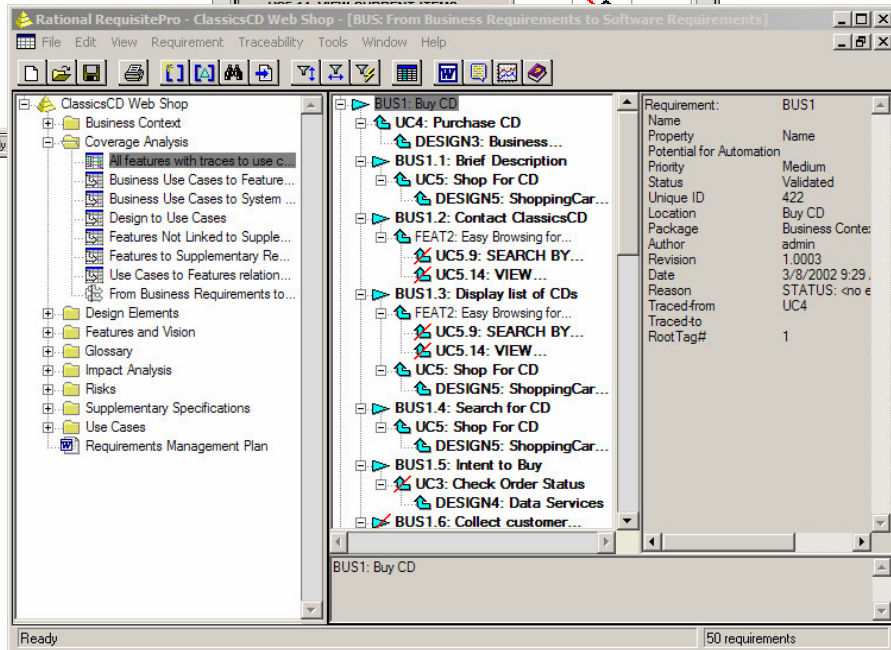 Rational RequisitePro - ClassicsCD Web Shop - [BUS: From Business Requirements to Software Requirements]
File Edit View Requirement Traceability Tools Window Help
ClassicsCD Web Shop
Business Context
Coverage Analysis
All features with traces to use c...
Business Use Cases to Feature...
Business Use Cases to System ...
Design to Use Cases
Features Not Linked to Supple...
Features to Supplementary Re...
Use Cases to Features relation...
From Business Requirements to...
Design Elements
Features and Vision
Glossary
Impact Analysis
Risks
Supplementary Specifications
Use Cases
Requirements Management Plan
BUS1: Buy CD
UC4: Purchase CD
DESIGN3: Business...
BUS1.1: Brief Description
UC5: Shop For CD
DESIGN5: ShoppingCar...
BUS1.2: Contact ClassicsCD
FEAT2: Easy Browsing for...
UC5.9: SEARCH BY...
UC5.14: VIEW...
BUS1.3: Display list of CDs
FEAT2: Easy Browsing for...
UC5.9: SEARCH BY...
UC5.14: VIEW...
UC5: Shop For CD
DESIGN5: ShoppingCar...
BUS1.4: Search for CD
UC5: Shop For CD
DESIGN5: ShoppingCar...
BUS1.5: Intent to Buy
UC3: Check Order Status
DESIGN4: Data Services
BUS1.6: Collect customer...
Requirement: BUS1
Name
Property Name
Potential for Automation
Priority Medium
Status Validated
Unique ID 422
Location Buy CD
Package Business Conte
Author admin
Revision 1.0003
Date 3/8/2002 9:29
Reason STATUS: <no e
Traced-from UC4
Traced-to
RootTag# 1
BUS1: Buy CD
Ready
50 requirements